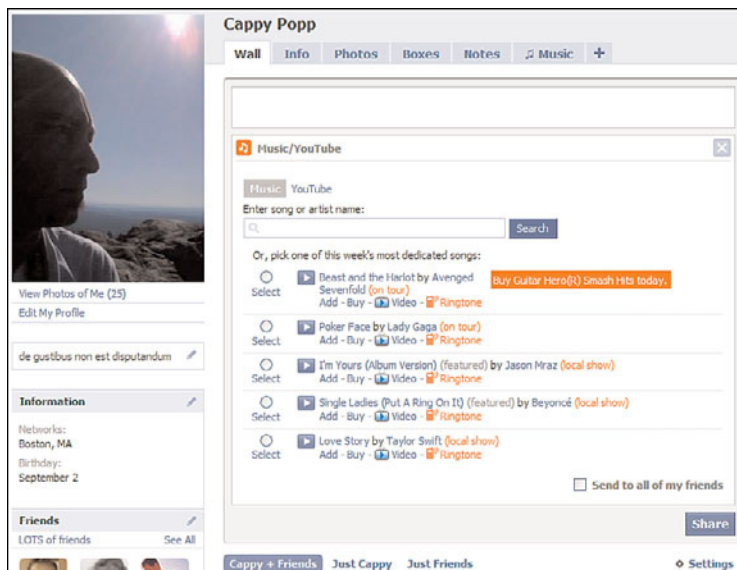 Cappy Popp
Wall Info Photos Boxes Notes Music +
Music/YouTube
Music YouTube
Enter song or artist name:
Search
Or, pick one of this week's most dedicated songs:
Select
Beast and the Harlot by Avenged
Sevenfold (on tour)
Add - Buy - Video - Ringtone
Buy Guitar Hero(R) Smash Hits today.
Select
Poker Face by Lady Gaga (on tour)
Add - Buy - Video - Ringtone
Select
I'm Yours (Album Version) (featured) by Jason Mraz (local show)
Add - Buy - Video - Ringtone
Select
Single Ladies (Put A Ring On It) (featured) by Beyoncé (local show)
Add - Buy - Video - Ringtone
Select
Love Story by Taylor Swift (local show)
Add - Buy - Video - Ringtone
Send to all of my friends
Share
Cappy + Friends Just Cappy Just Friends Settings
View Photos of Me (25)
Edit My Profile
de gustibus non est disputandum
Information
Networks:
Boston, MA
Birthday:
September 2
Friends
LOTS of friends See All